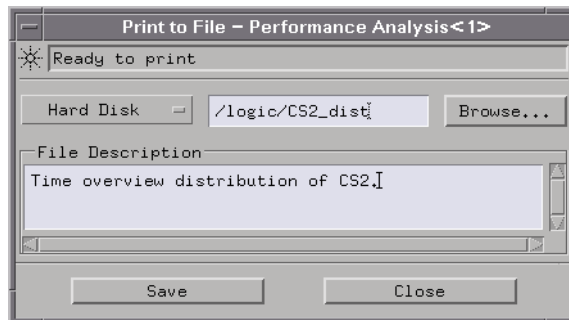 Print to File – Performance Analysis<1>
Ready to print
Hard Disk /logic/CS2_dist Browse...
File Description
Time overview distribution of CS2.
Save Close